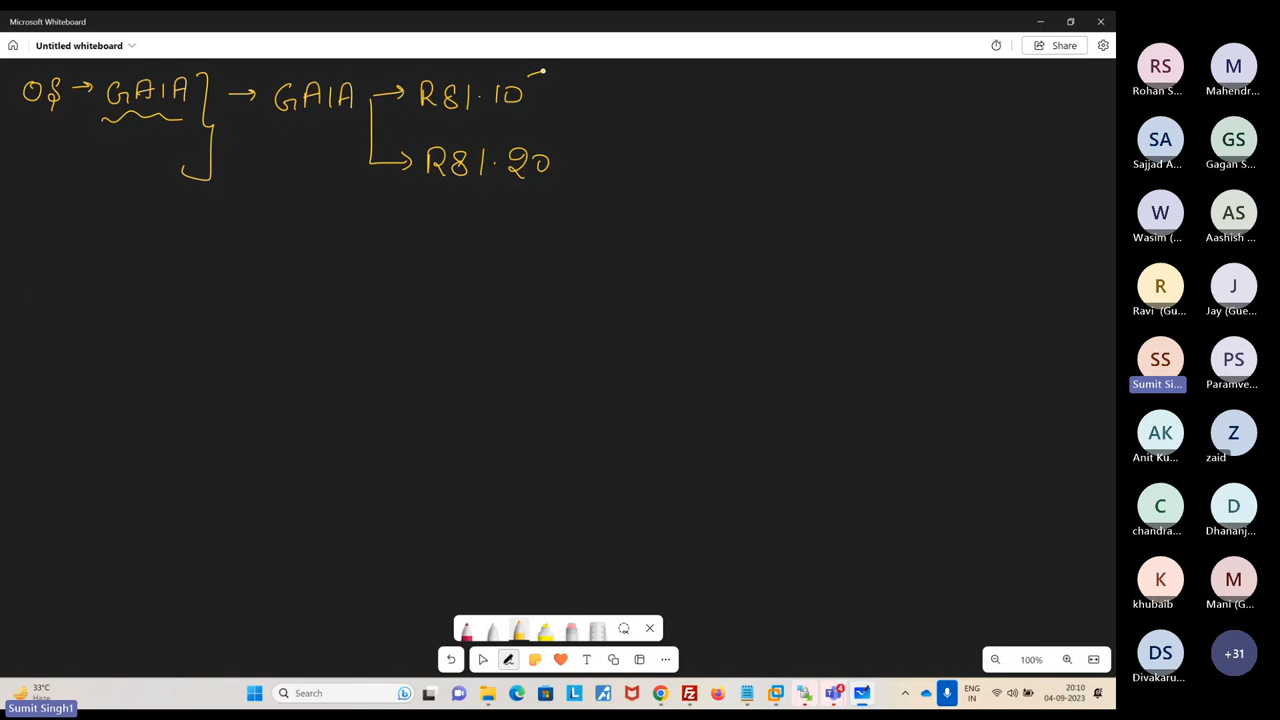 Microsoft Whiteboard
Untitled whiteboard
Share
OS → GAIA } → GAIA → R81.10
→ R81.20
RS
Rohan S...
M
Mahendr...
SA
Sajjad A...
GS
Gagan S...
W
Wasim (...
AS
Aashish ...
R
Ravi (Gu...
J
Jay (Gue...
SS
Sumit Si...
PS
Paramve...
AK
Anit Ku...
Z
zaid
C
chandra...
D
Dhananj...
K
khubaib
M
Mani (G...
DS
Divakaru...
+31
T
100%
33°C
Haze
Search
L
4
ENG
IN
20:10
04-09-2023
Sumit Singh1